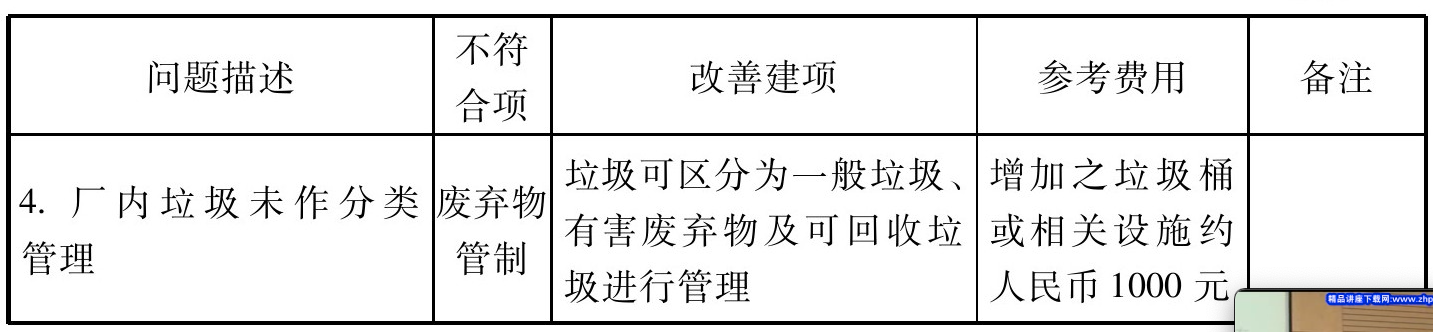 问题描述
不符
合项
改善建项
参考费用
备注
4. 厂内垃圾未作分类
管理
废弃物
管制
垃圾可区分为一般垃圾、
有害废弃物及可回收垃
圾进行管理
增加之垃圾桶
或相关设施约
人民币 1000 元
精品讲座下载网:www.zhp